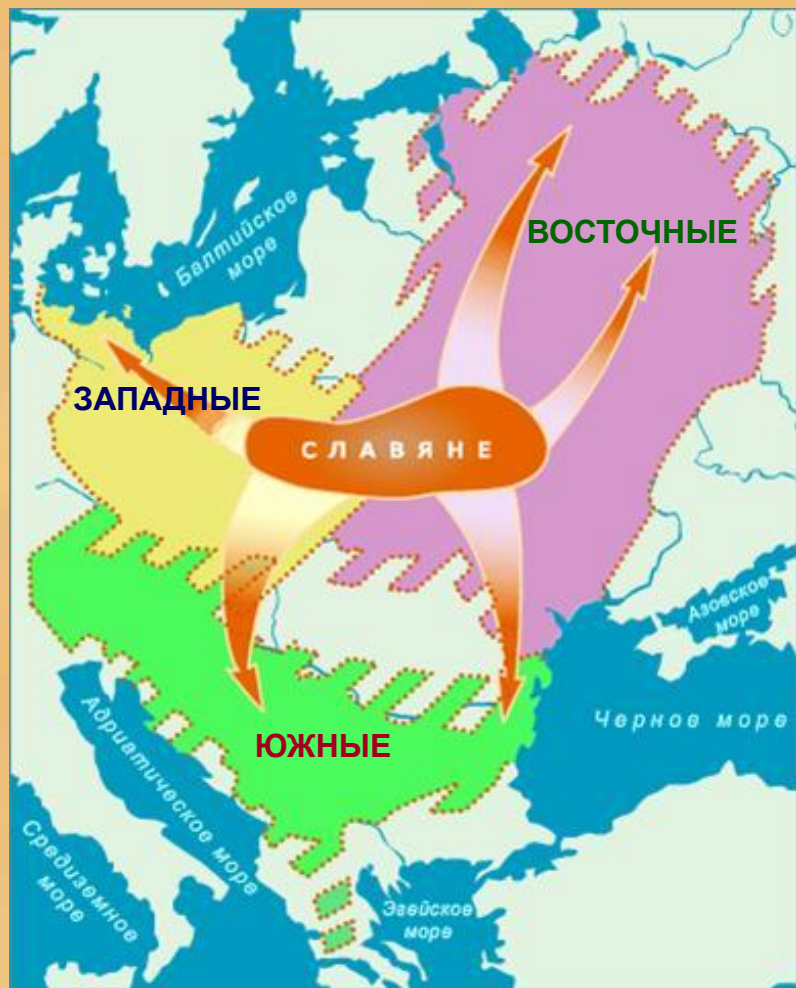 Балтийское
море
ВОСТОЧНЫЕ
ЗАПАДНЫЕ
СЛАВЯНЕ
Азовское
море
Черное море
ЮЖНЫЕ
Адриатическое море
Средиземное
море
Эгейское
море